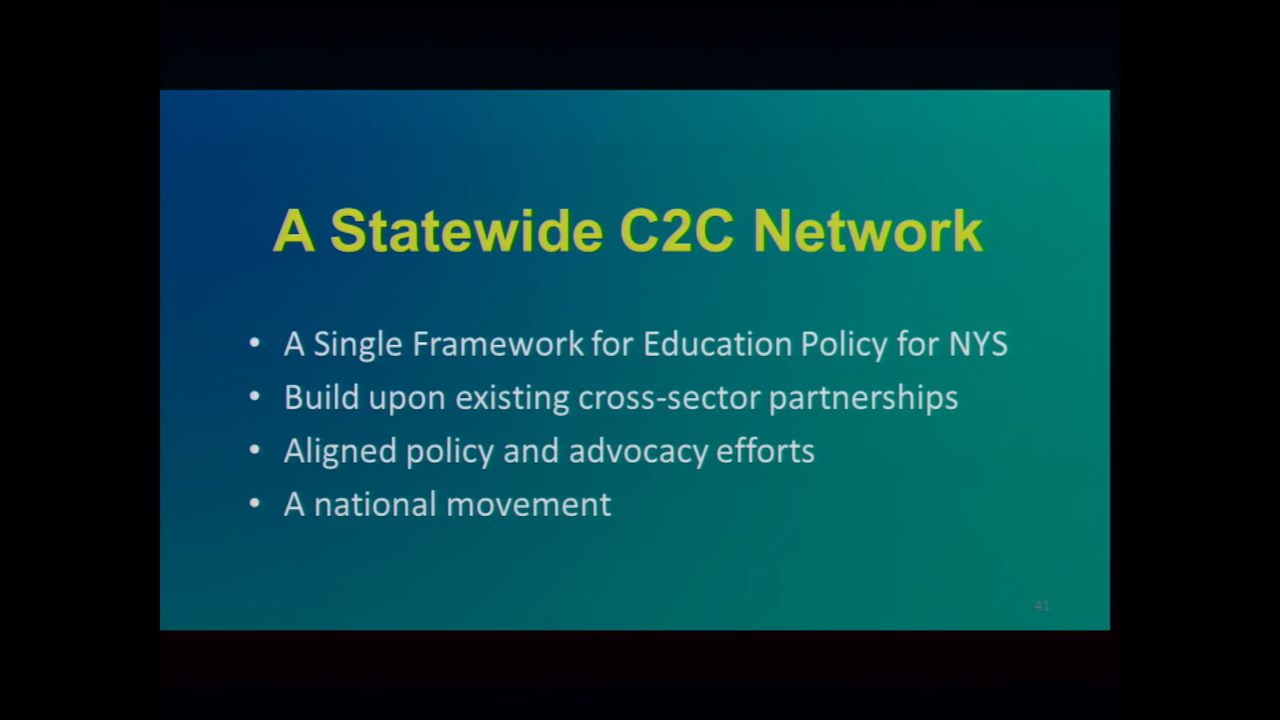 A Statewide C2C Network
• A Single Framework for Education Policy for NYS
• Build upon existing cross-sector partnerships
• Aligned policy and advocacy efforts
• A national movement
41